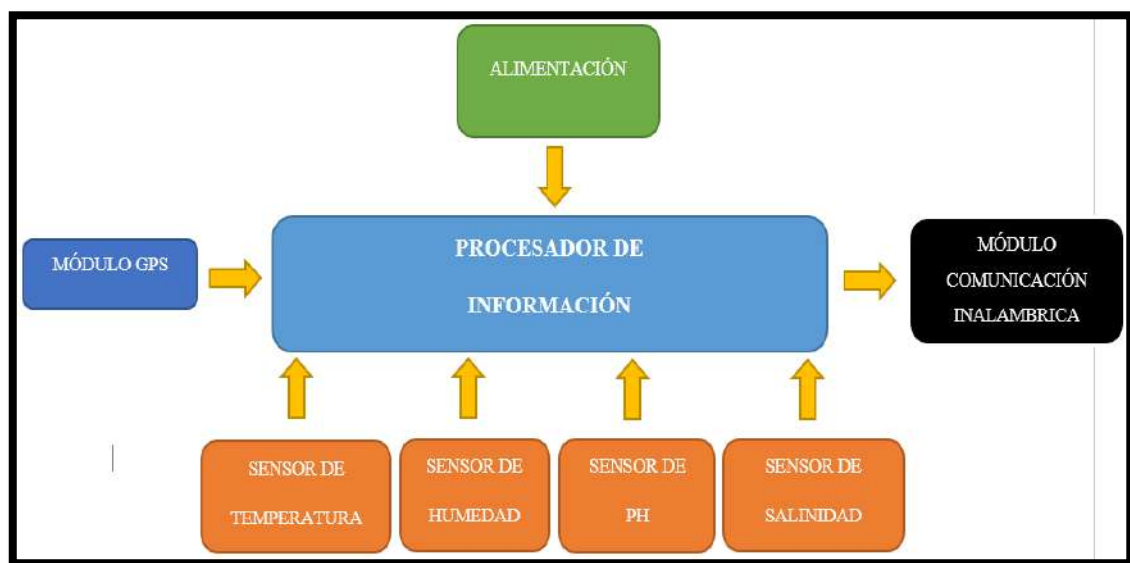 ALIMENTACIÓN
MÓDULO GPS
PROCESADOR DE
INFORMACIÓN
MÓDULO
COMUNICACIÓN
INALAMBRICA
SENSOR DE
TEMPERATURA
SENSOR DE
HUMEDAD
SENSOR DE
PH
SENSOR DE
SALINIDAD